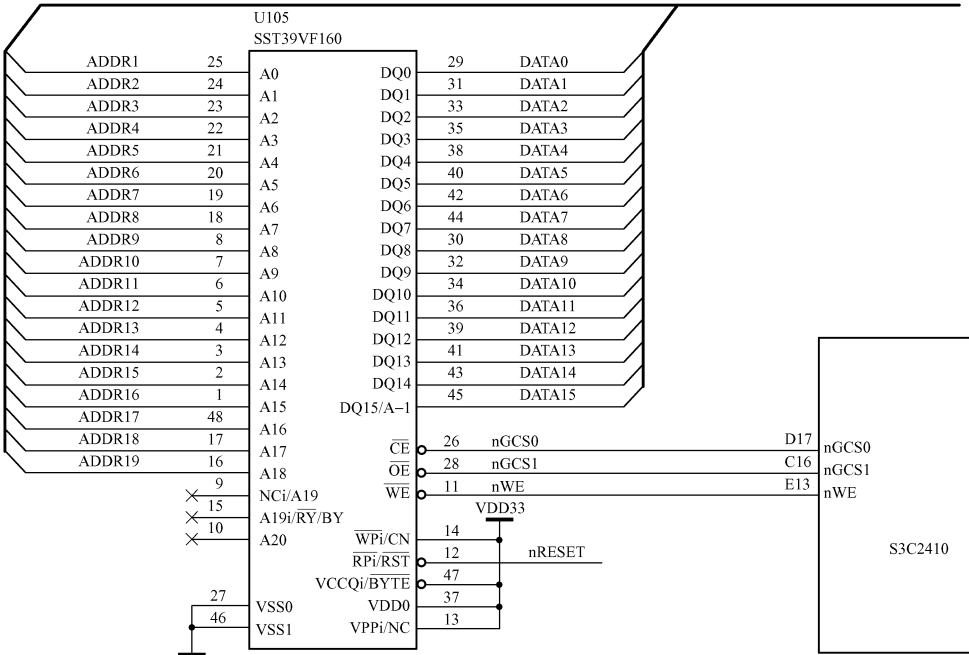 U105
SST39VF160
ADDR1 25 A0 DQ0 29 DATA0
ADDR2 24 A1 DQ1 31 DATA1
ADDR3 23 A2 DQ2 33 DATA2
ADDR4 22 A3 DQ3 35 DATA3
ADDR5 21 A4 DQ4 38 DATA4
ADDR6 20 A5 DQ5 40 DATA5
ADDR7 19 A6 DQ6 42 DATA6
ADDR8 18 A7 DQ7 44 DATA7
ADDR9 8 A8 DQ8 30 DATA8
ADDR10 7 A9 DQ9 32 DATA9
ADDR11 6 A10 DQ10 34 DATA10
ADDR12 5 A11 DQ11 36 DATA11
ADDR13 4 A12 DQ12 39 DATA12
ADDR14 3 A13 DQ13 41 DATA13
ADDR15 2 A14 DQ14 43 DATA14
ADDR16 1 A15 DQ15/A−1 45 DATA15
ADDR17 48 A16
ADDR18 17 A17 CE 26 nGCS0 D17 nGCS0
ADDR19 16 A18 OE 28 nGCS1 C16 nGCS1
9 NCi/A19 WE 11 nWE E13 nWE
VDD33
15 A19i/RY/BY
10 A20 WPi/CN 14
RPi/RST 12 nRESET
S3C2410
VCCQi/BYTE 47
27 VSS0 VDD0 37
46 VSS1 VPPi/NC 13